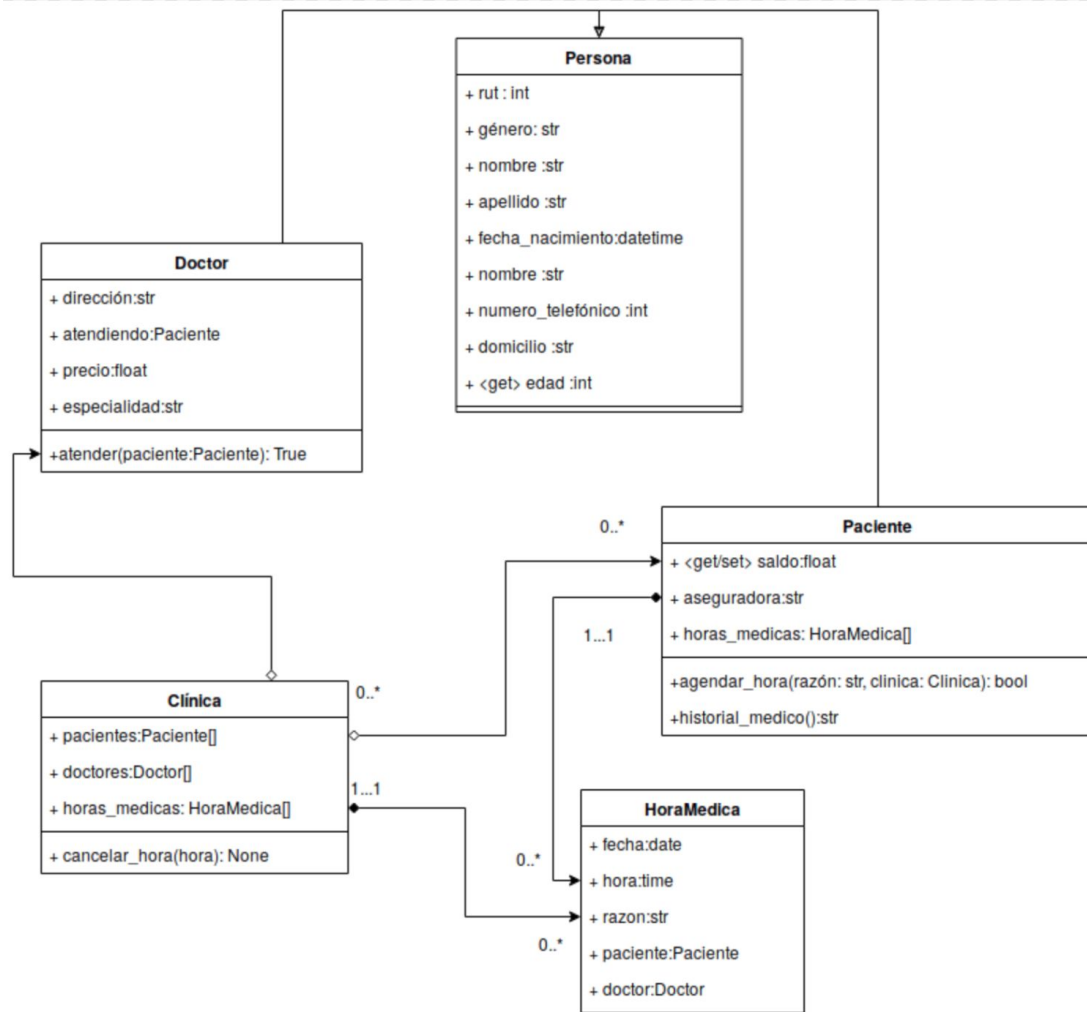 Persona
+ rut : int
+ género: str
+ nombre :str
+ apellido :str
+ fecha_nacimiento:datetime
+ nombre :str
+ numero_telefónico :int
+ domicilio :str
+ <get> edad :int
Doctor
+ dirección:str
+ atendiendo:Paciente
+ precio:float
+ especialidad:str
+atender(paciente:Paciente): True
0..*
Paciente
+ <get/set> saldo:float
+ aseguradora:str
+ horas_medicas: HoraMedica[]
+agendar_hora(razón: str, clinica: Clinica): bool
+historial_medico():str
1...1
0..*
Clínica
+ pacientes:Paciente[]
+ doctores:Doctor[]
+ horas_medicas: HoraMedica[]
+ cancelar_hora(hora): None
1...1
0..*
0..*
HoraMedica
+ fecha:date
+ hora:time
+ razon:str
+ paciente:Paciente
+ doctor:Doctor